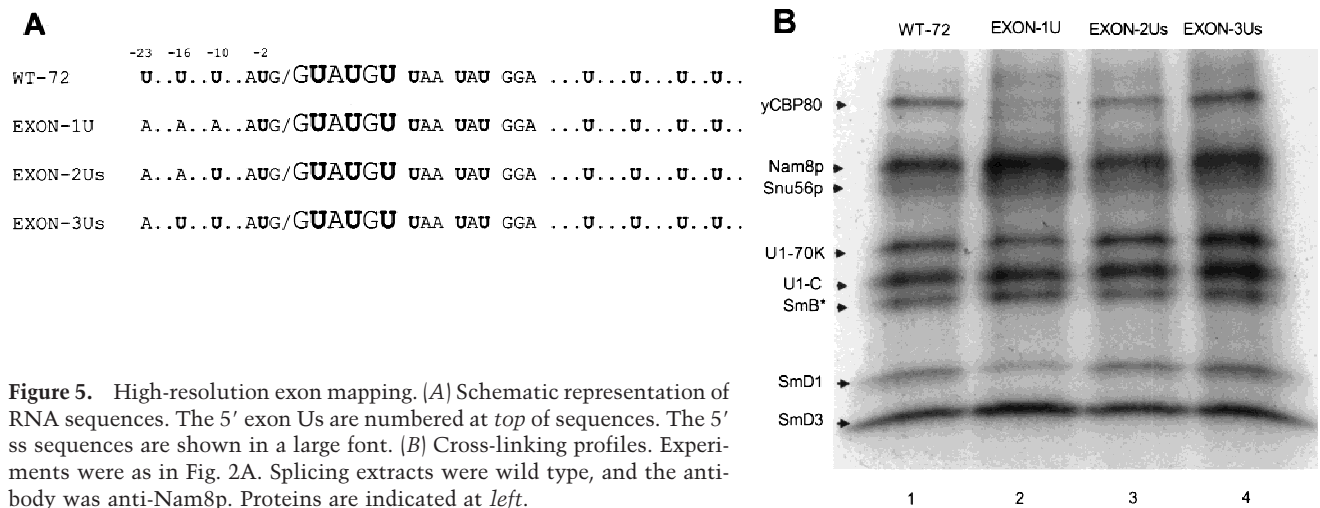 A
-23 -16 -10 -2
WT-72 U..U..U..AUG/GUAUGU UAA UAU GGA ...U...U...U..U..
EXON-1U A..A..A..AUG/GUAUGU UAA UAU GGA ...U...U...U..U..
EXON-2Us A..A..U..AUG/GUAUGU UAA UAU GGA ...U...U...U..U..
EXON-3Us A..U..U..AUG/GUAUGU UAA UAU GGA ...U...U...U..U..
Figure 5. High-resolution exon mapping. (A) Schematic representation of
RNA sequences. The 5′ exon Us are numbered at top of sequences. The 5′
ss sequences are shown in a large font. (B) Cross-linking profiles. Experi-
ments were as in Fig. 2A. Splicing extracts were wild type, and the anti-
body was anti-Nam8p. Proteins are indicated at left.
B
WT-72 EXON-1U EXON-2Us EXON-3Us
yCBP80
Nam8p
Snu56p
U1-70K
U1-C
SmB*
SmD1
SmD3
1 2 3 4